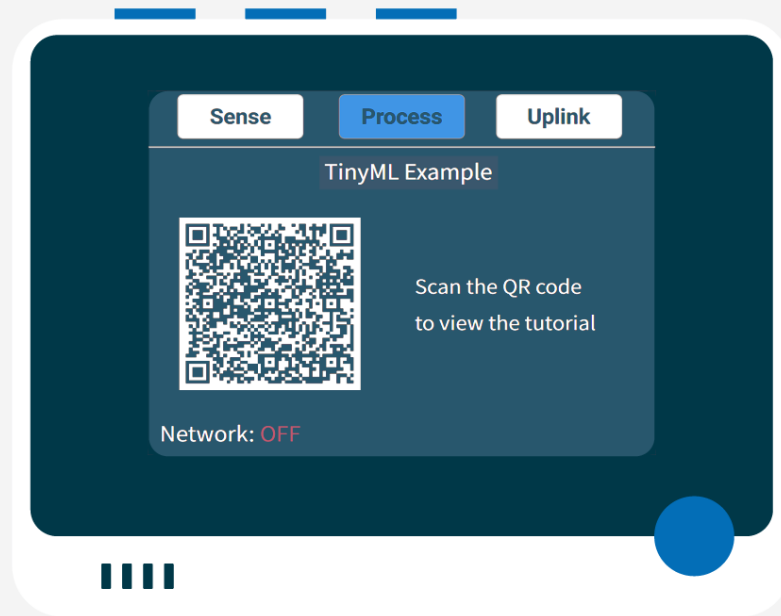 Sense
Process
Uplink
TinyML Example
Scan the QR code
to view the tutorial
Network: OFF